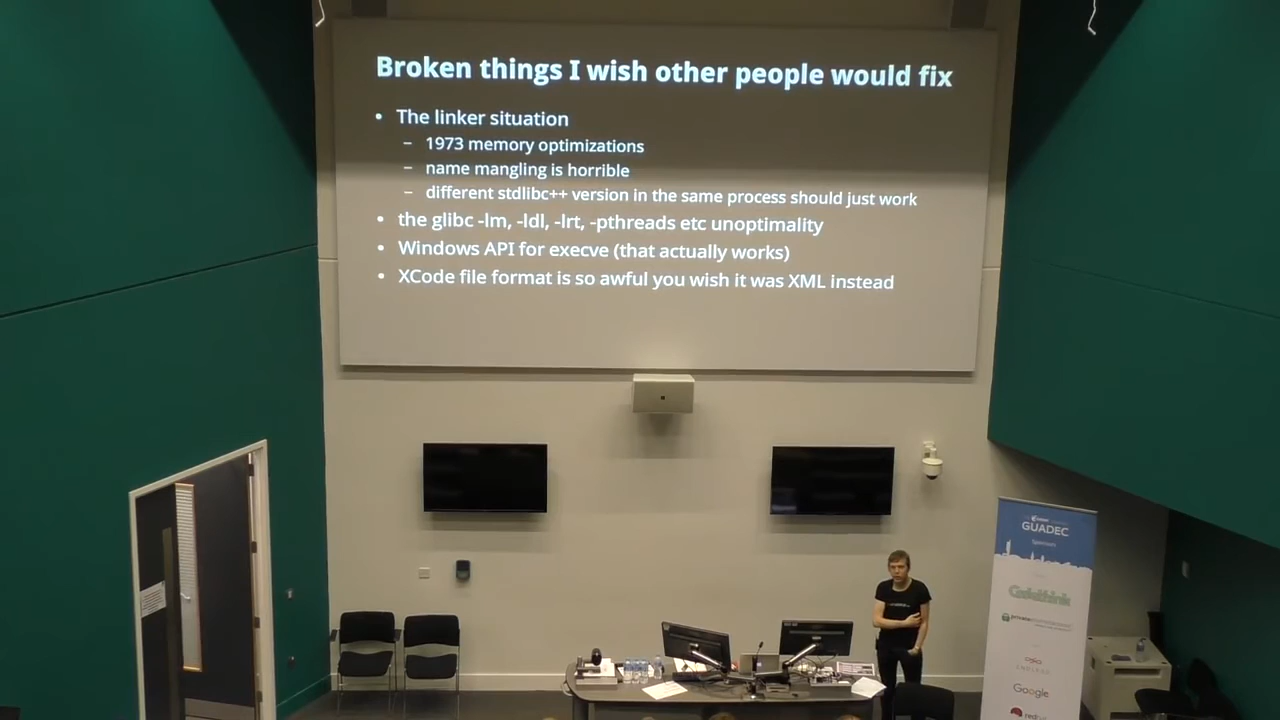 Broken things I wish other people would fix
• The linker situation
– 1973 memory optimizations
– name mangling is horrible
– different stdlibc++ version in the same process should just work
• the glibc -lm, -ldl, -lrt, -pthreads etc unoptimality
• Windows API for execve (that actually works)
• XCode file format is so awful you wish it was XML instead
GUADEC
Sponsors
Codethink
Google